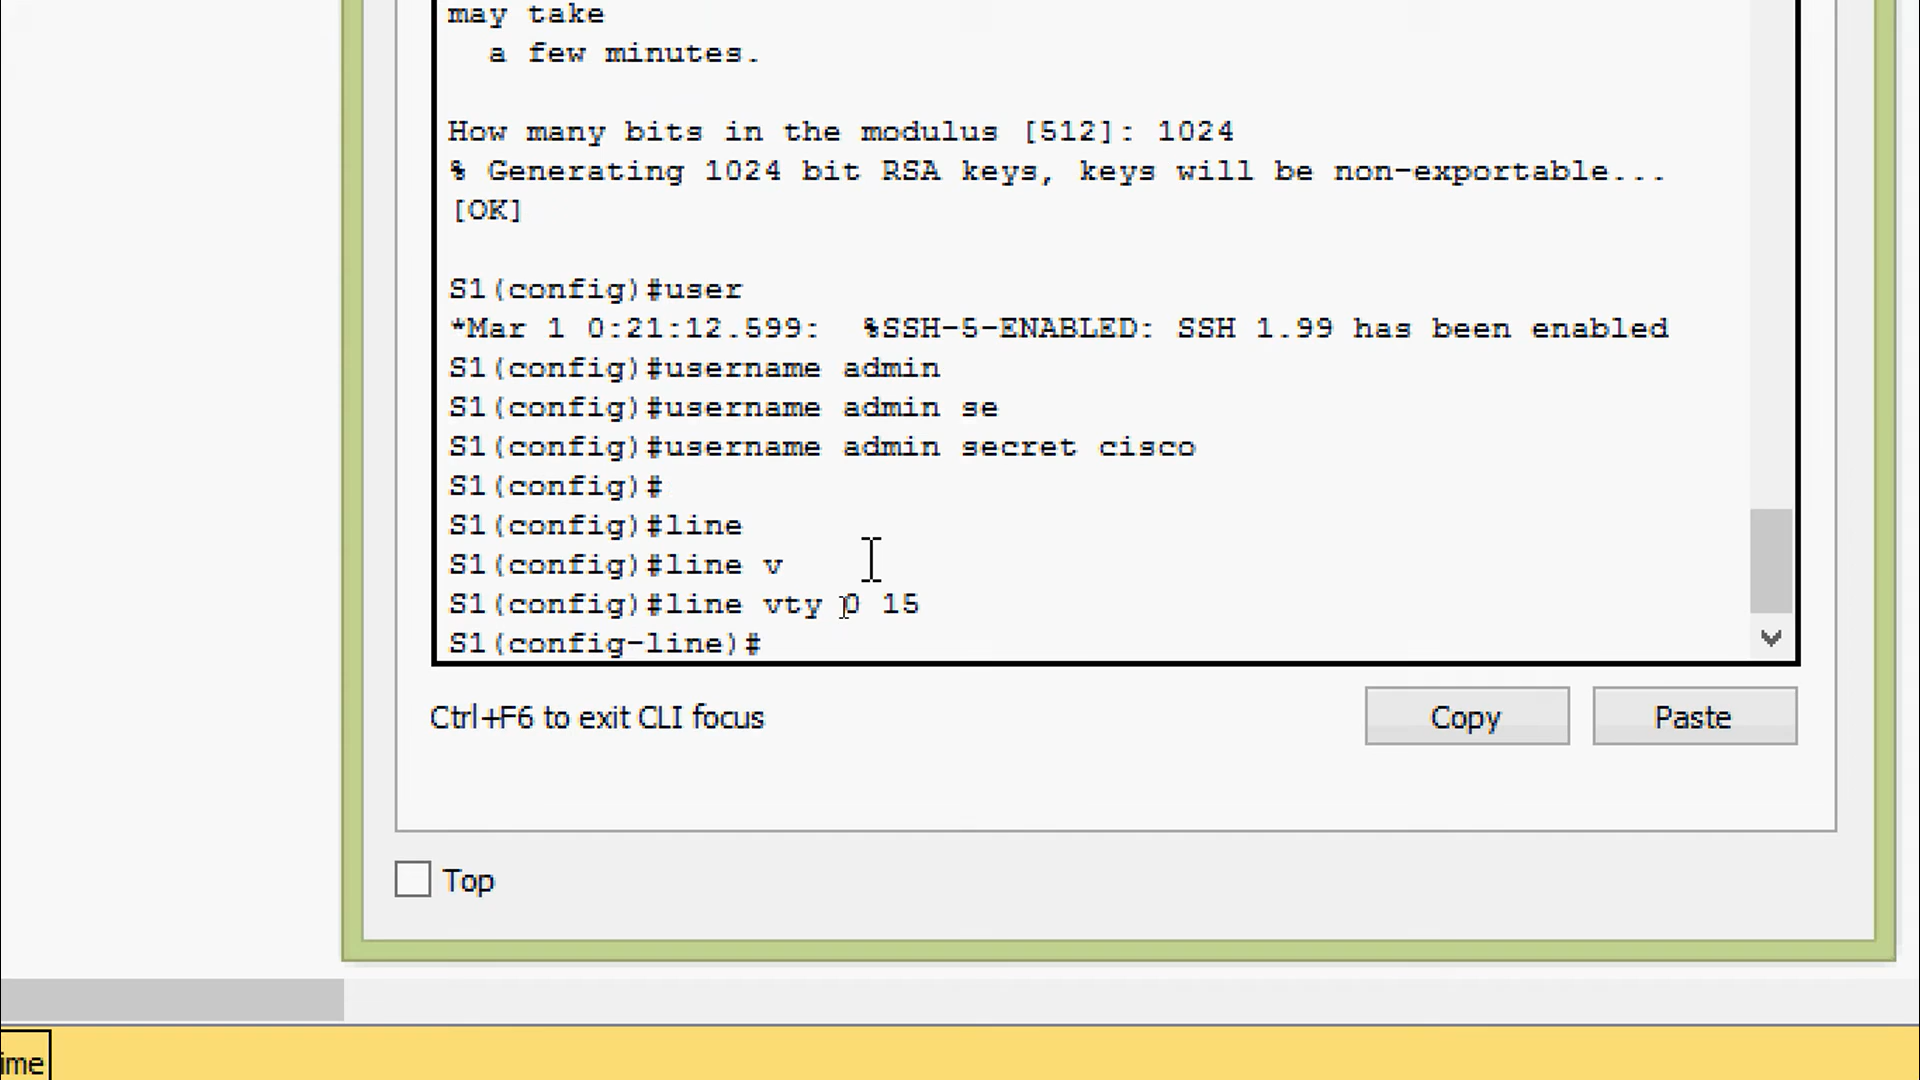 may take
  a few minutes.
How many bits in the modulus [512]: 1024
% Generating 1024 bit RSA keys, keys will be non-exportable...
[OK]
S1(config)#user
*Mar 1 0:21:12.599:  %SSH-5-ENABLED: SSH 1.99 has been enabled
S1(config)#username admin
S1(config)#username admin se
S1(config)#username admin secret cisco
S1(config)#
S1(config)#line
S1(config)#line v
S1(config)#line vty 0 15
S1(config-line)#
Ctrl+F6 to exit CLI focus
Copy
Paste
Top
ime